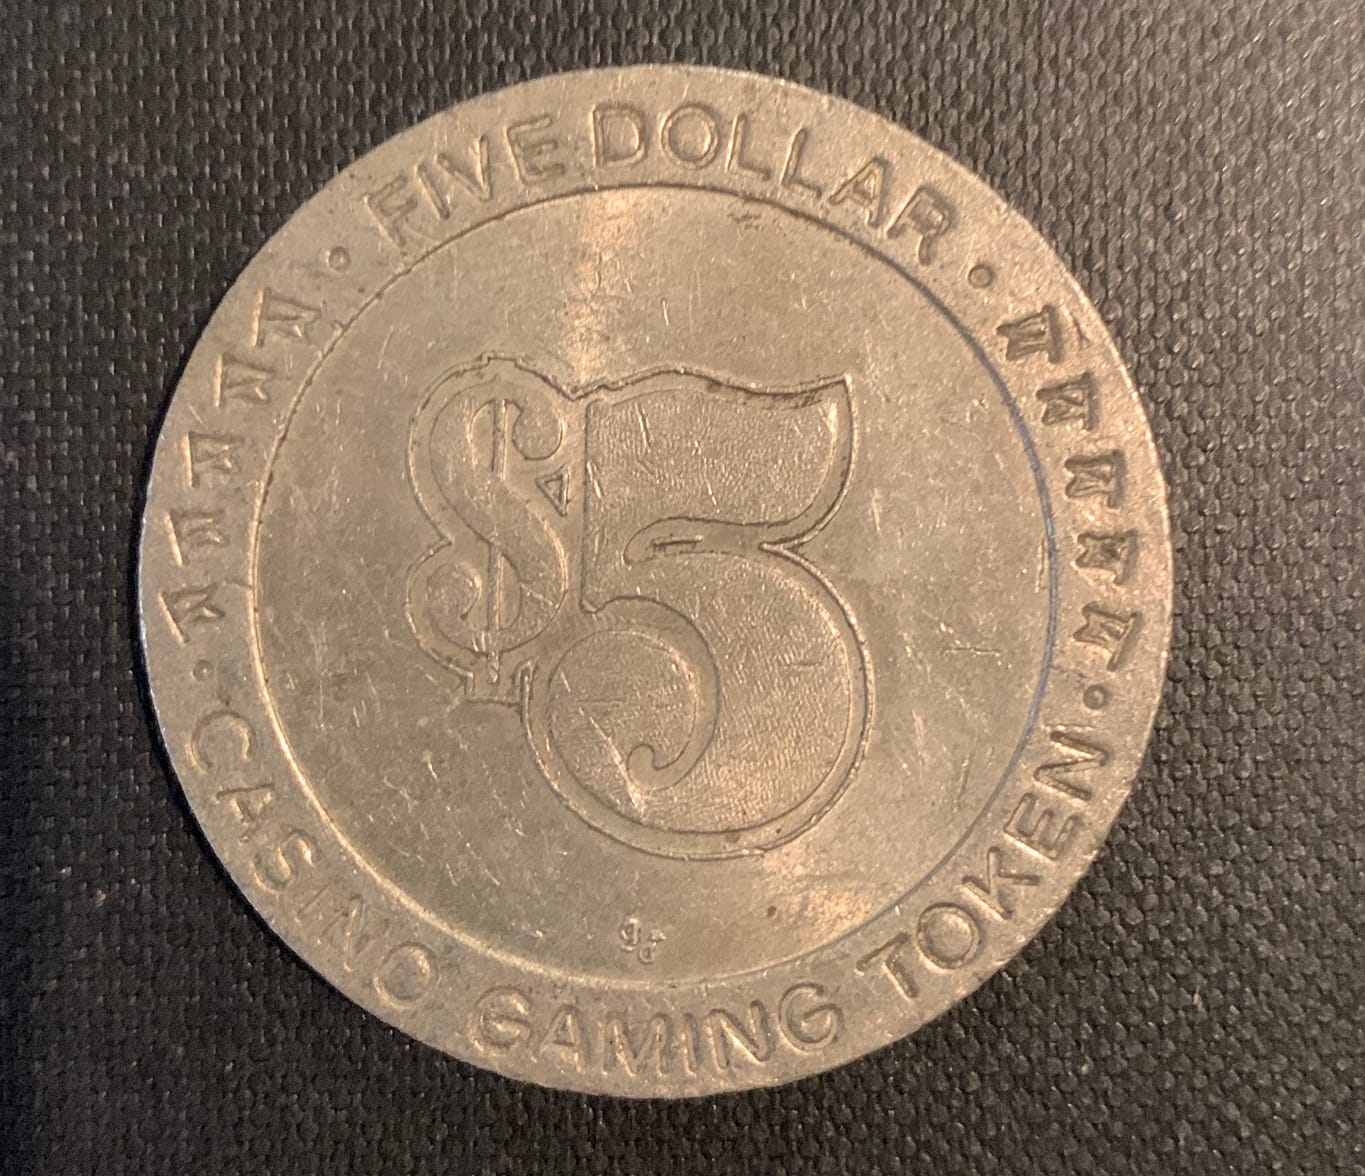 · FIVE DOLLAR ·
$5
· CASINO GAMING TOKEN ·